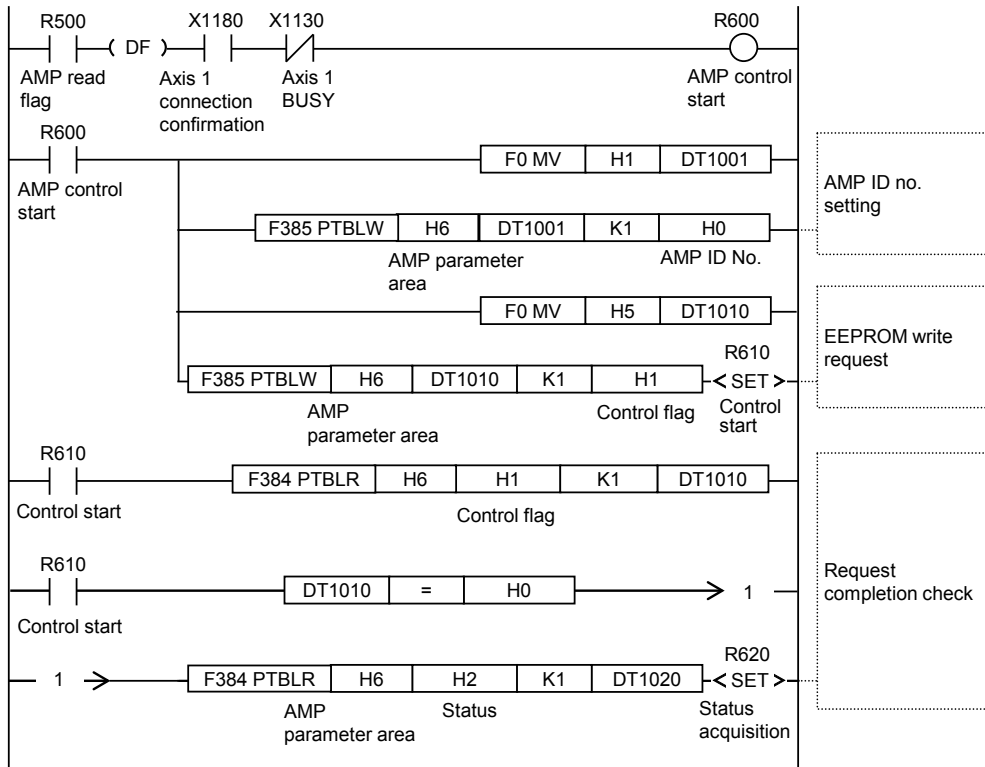 R500 X1180 X1130 R600
( DF )
AMP read flag
Axis 1 connection confirmation
Axis 1 BUSY
AMP control start
R600
AMP control start
F0 MV H1 DT1001
AMP ID no. setting
F385 PTBLW H6 DT1001 K1 H0
AMP parameter area
AMP ID No.
F0 MV H5 DT1010
EEPROM write request
R610
F385 PTBLW H6 DT1010 K1 H1 < SET >
AMP parameter area
Control flag
Control start
R610
F384 PTBLR H6 H1 K1 DT1010
Control start
Control flag
R610
DT1010 = H0 1
Control start
Request completion check
R620
1 F384 PTBLR H6 H2 K1 DT1020 < SET >
AMP parameter area
Status
Status acquisition